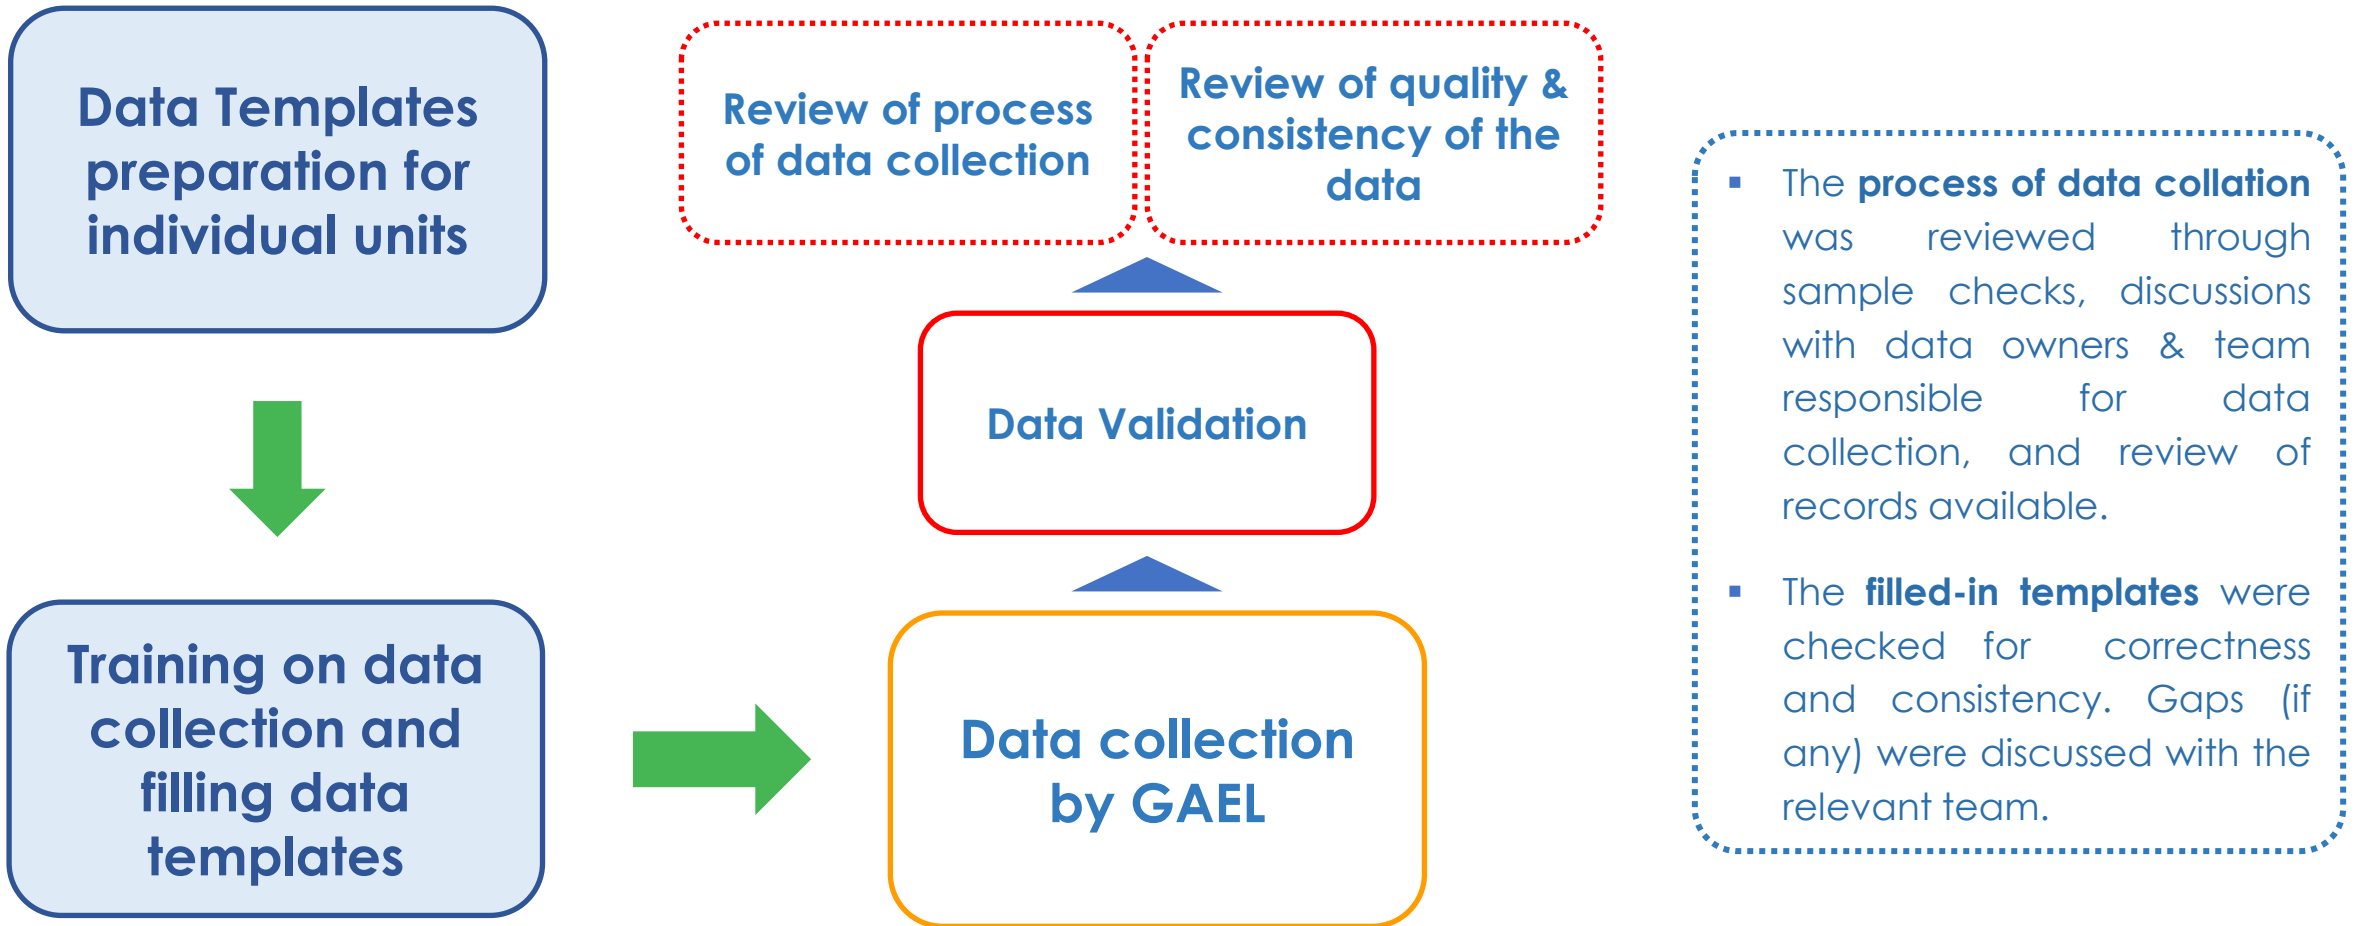 Data Templates
preparation for
individual units
Training on data
collection and
filling data
templates
Review of process
of data collection
Review of quality &
consistency of the
data
Data Validation
Data collection
by GAEL
▪ The process of data collation
was reviewed through
sample checks, discussions
with data owners & team
responsible for data
collection, and review of
records available.
▪ The filled-in templates were
checked for correctness
and consistency. Gaps (if
any) were discussed with the
relevant team.